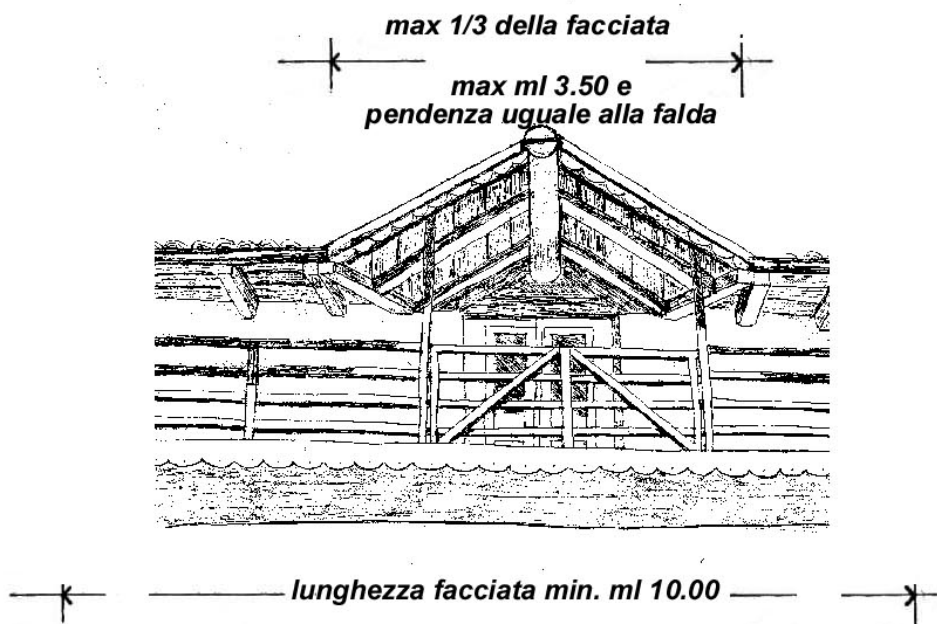 max 1/3 della facciata
max ml 3.50 e
pendenza uguale alla falda
lunghezza facciata min. ml 10.00